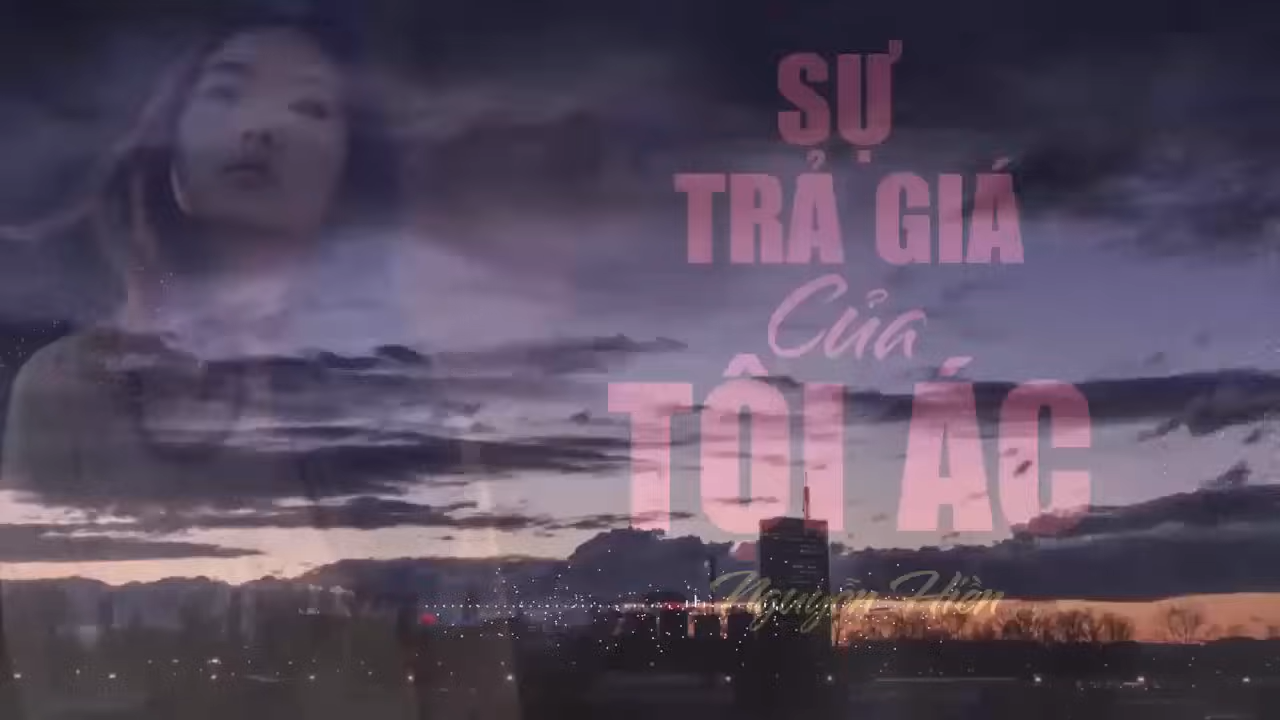 SỰ
TRẢ GIÁ
Của
TỘI ÁC
Nguyễn Hiền